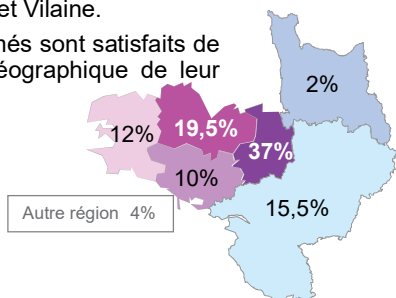 et Vilaine.
més sont satisfaits de
éographique de leur
2%
12%
19,5%
37%
10%
15,5%
Autre région 4%